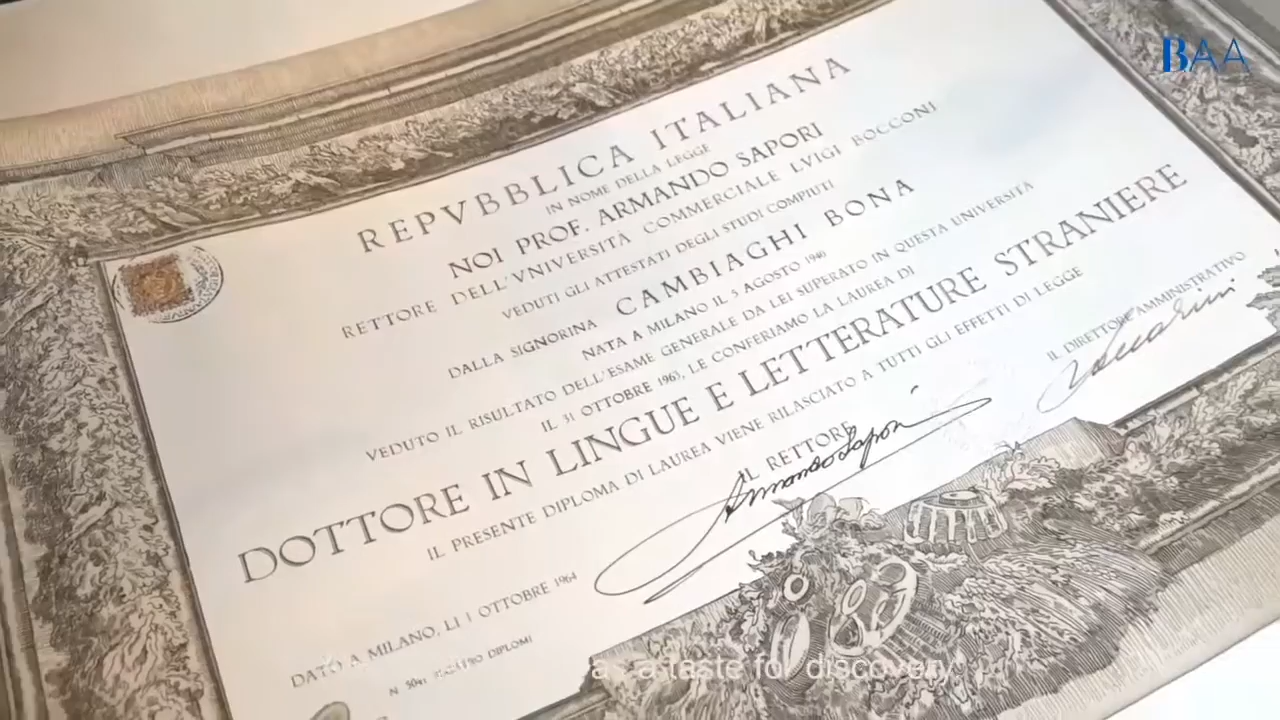 BAA
REPVBBLICA ITALIANA
IN NOME DELLA LEGGE
NOI PROF. ARMANDO SAPORI
RETTORE DELL'VNIVERSITÀ COMMERCIALE LVIGI BOCCONI
VEDUTI GLI ATTESTATI DEGLI STUDI COMPIUTI
DALLA SIGNORINA CAMBIAGHI BONA
NATA A MILANO IL 5 AGOSTO 1940
VEDUTO IL RISULTATO DELL'ESAME GENERALE DA LEI SUPERATO IN QUESTA UNIVERSITÀ
IL 31 OTTOBRE 1963, LE CONFERIAMO LA LAUREA DI
DOTTORE IN LINGUE E LETTERATURE STRANIERE
IL PRESENTE DIPLOMA DI LAUREA VIENE RILASCIATO A TUTTI GLI EFFETTI DI LEGGE
IL RETTORE
Armando Sapori
IL DIRETTORE AMMINISTRATIVO
DATO A MILANO, LI 1 OTTOBRE 1964
DIPLOMI
as a taste for discovery